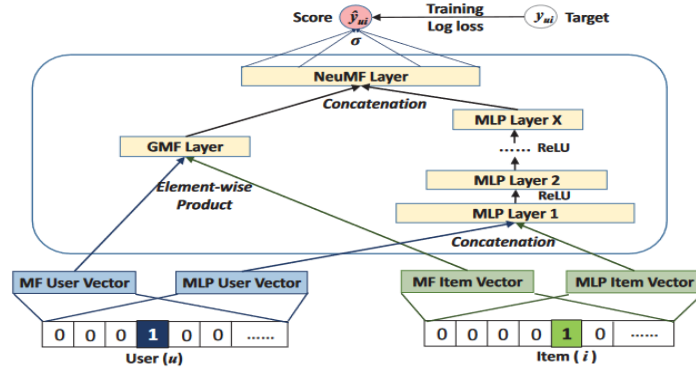 Score ŷui Training yui Target
Log loss
σ
NeuMF Layer
Concatenation
MLP Layer X
GMF Layer
...... ReLU
Element-wise
Product
MLP Layer 2
ReLU
MLP Layer 1
Concatenation
MF User Vector MLP User Vector MF Item Vector MLP Item Vector
0 0 0 1 0 0 ...... 0 0 0 0 1 0 ......
User (u) Item ( i )